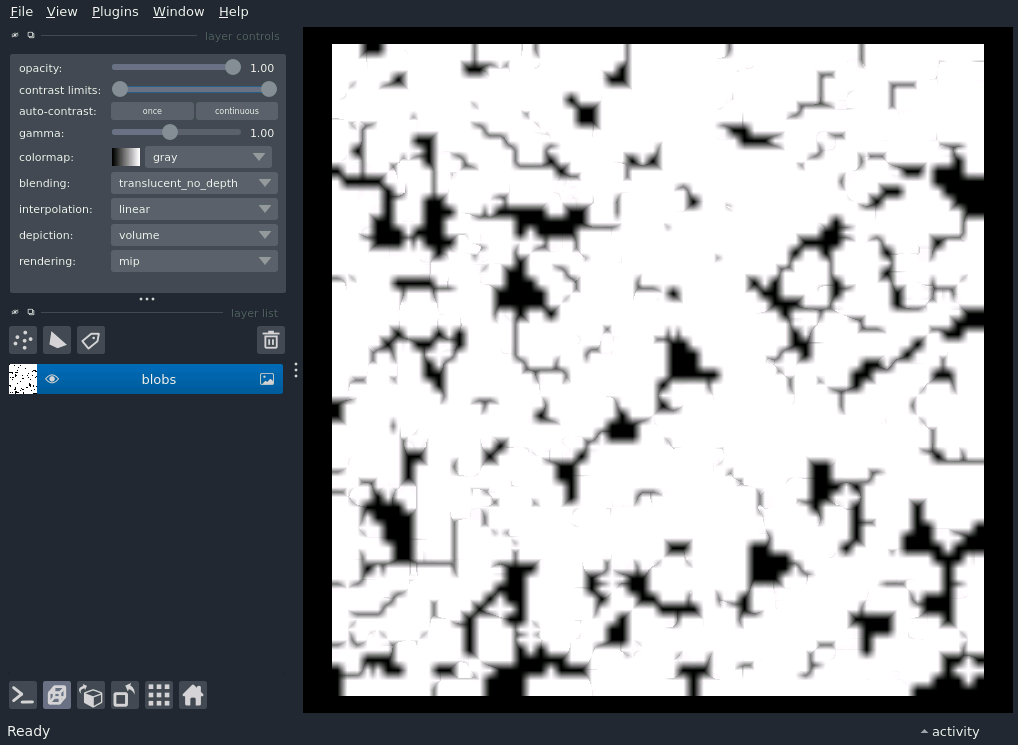 File View Plugins Window Help
layer controls
opacity: 1.00
contrast limits:
auto-contrast: once continuous
gamma: 1.00
colormap: gray
blending: translucent_no_depth
interpolation: linear
depiction: volume
rendering: mip
layer list
blobs
Ready activity